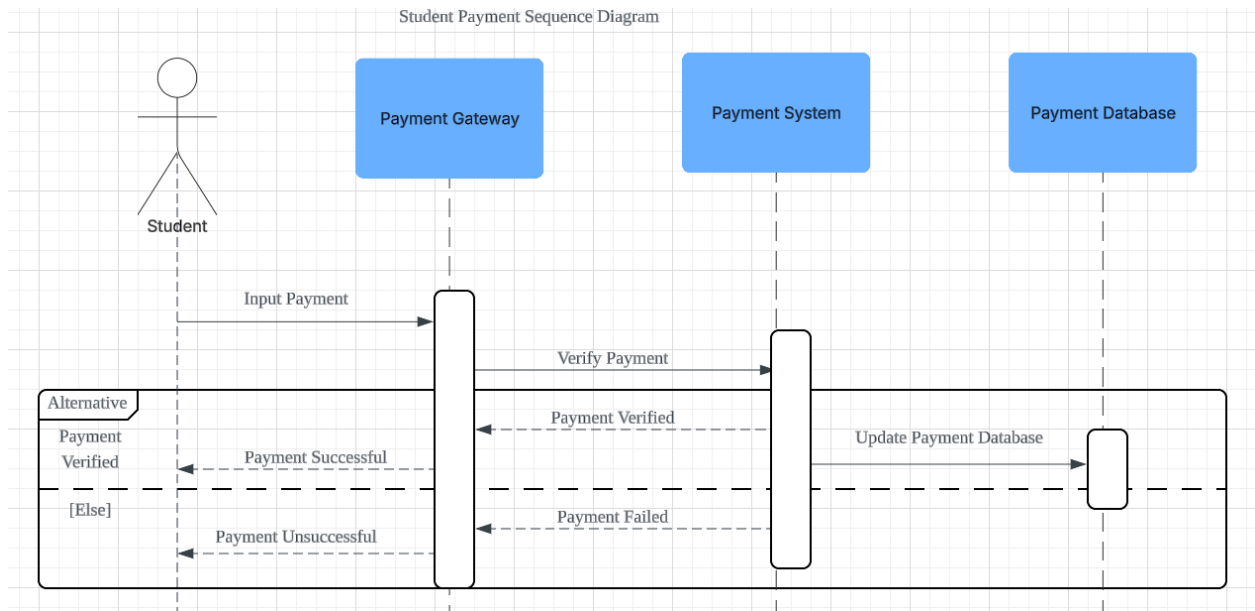 Student Payment Sequence Diagram
Payment Gateway
Payment System
Payment Database
Student
Input Payment
Verify Payment
Alternative
Payment
Verified
Payment Verified
Update Payment Database
Payment Successful
[Else]
Payment Failed
Payment Unsuccessful